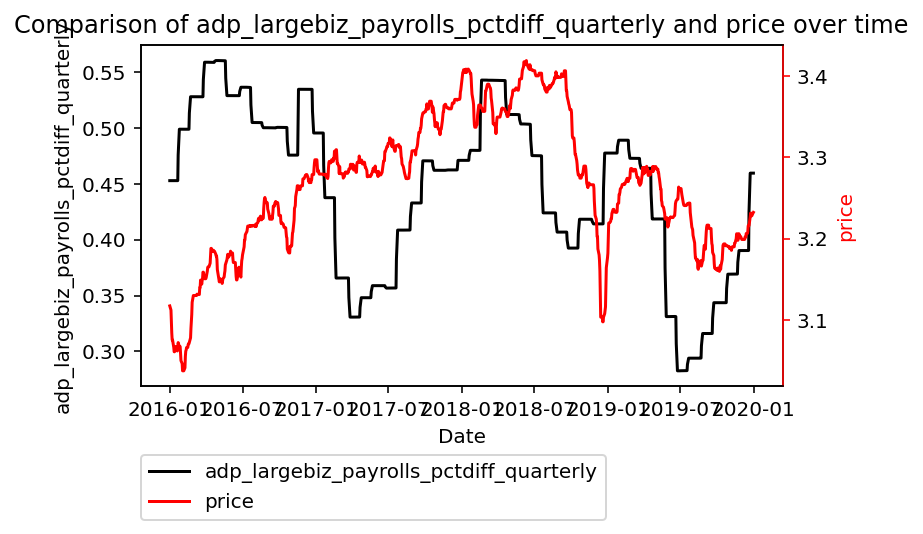 Comparison of adp_largebiz_payrolls_pctdiff_quarterly and price over time
adp_largebiz_payrolls_pctdiff_quarterly
0.55
0.50
0.45
0.40
0.35
0.30
3.4
3.3
3.2
3.1
price
2016-01 2016-07 2017-01 2017-07 2018-01 2018-07 2019-01 2019-07 2020-01
Date
adp_largebiz_payrolls_pctdiff_quarterly
price